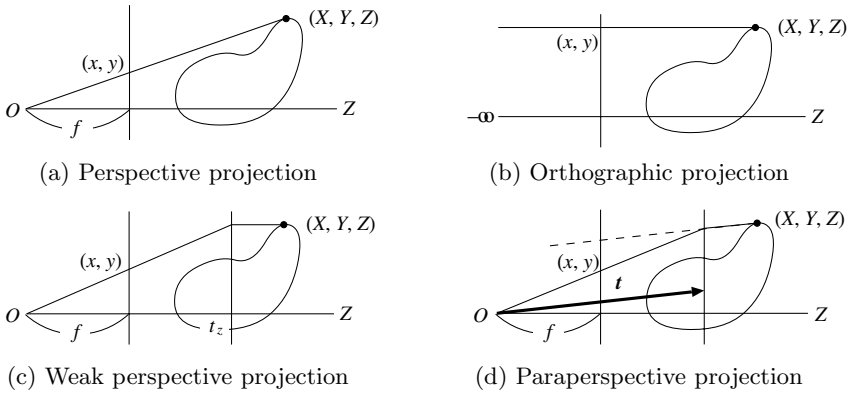 (X, Y, Z)
(x, y)
O
Z
f
(a) Perspective projection
(X, Y, Z)
(x, y)
−∞
Z
(b) Orthographic projection
(X, Y, Z)
(x, y)
O
Z
f
t_z
(c) Weak perspective projection
(X, Y, Z)
(x, y)
t
O
Z
f
(d) Paraperspective projection